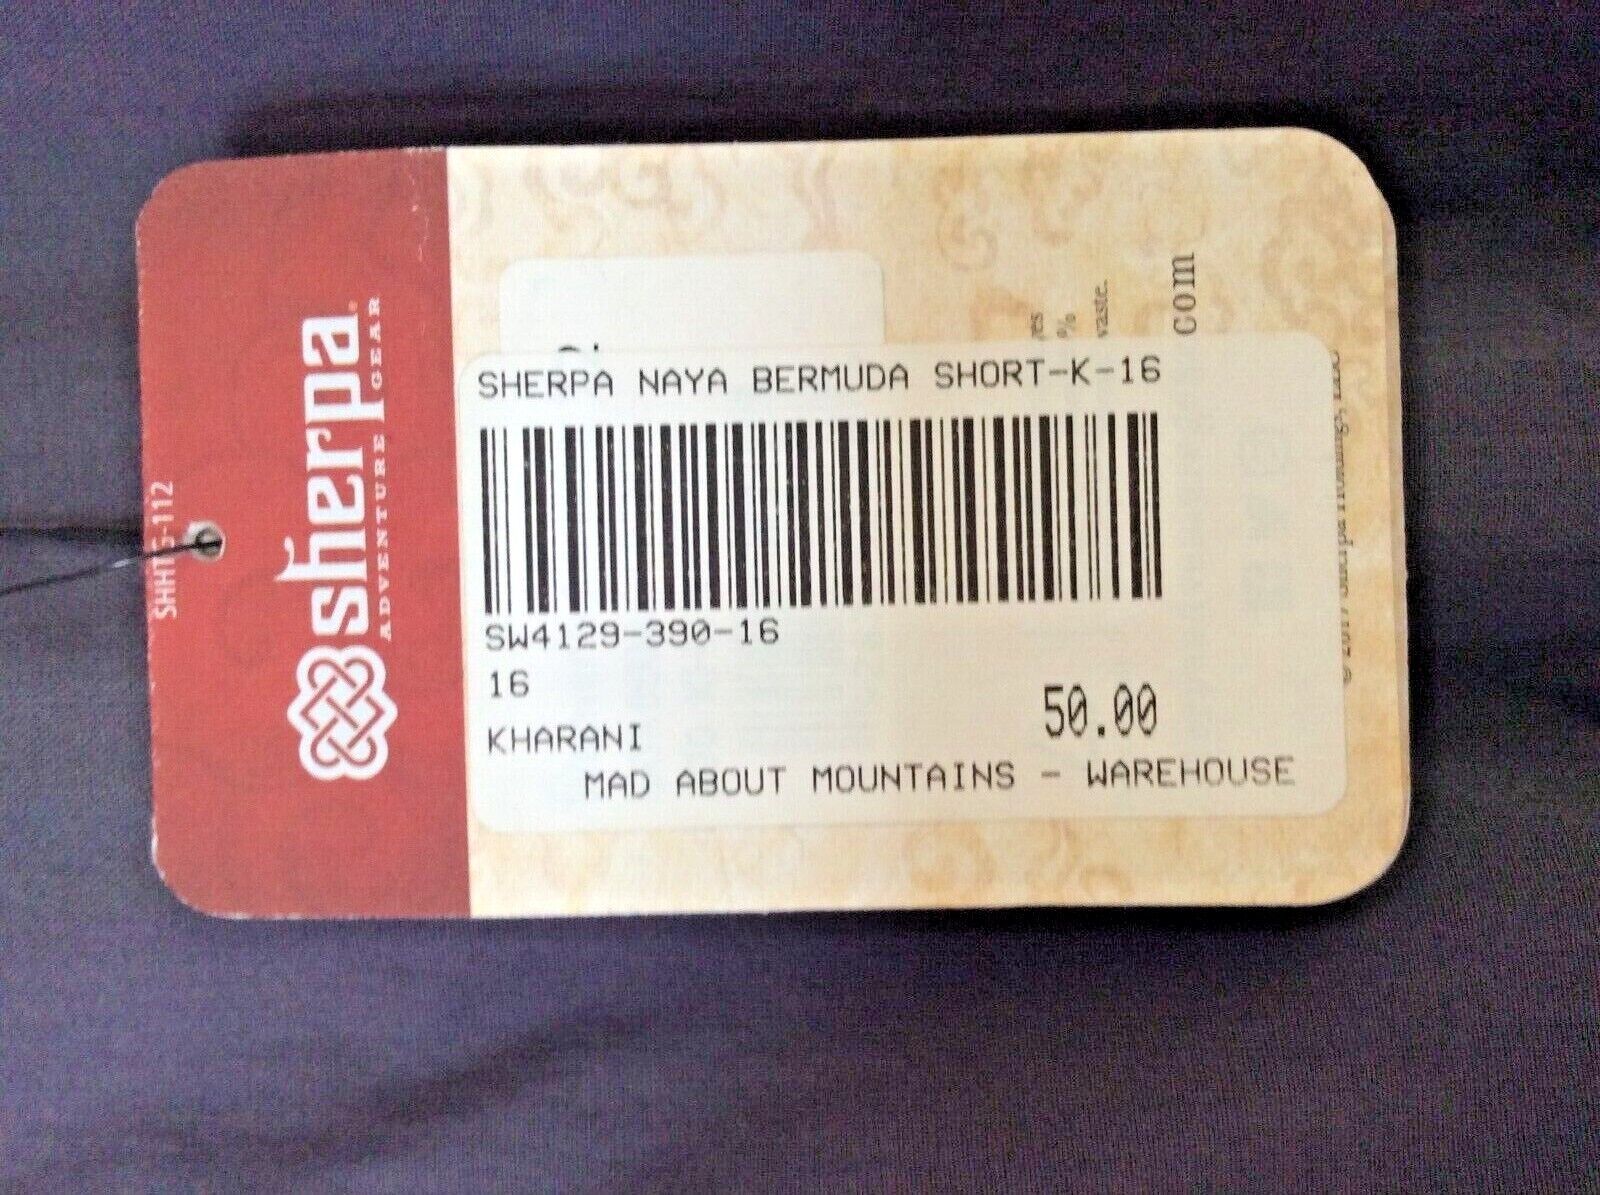 SHERPA NAYA BERMUDA SHORT-K-16
SW4129-390-16
16
KHARANI
50.00
MAD ABOUT MOUNTAINS - WAREHOUSE
sherpa
ADVENTURE GEAR
SHHTG-112
%
com